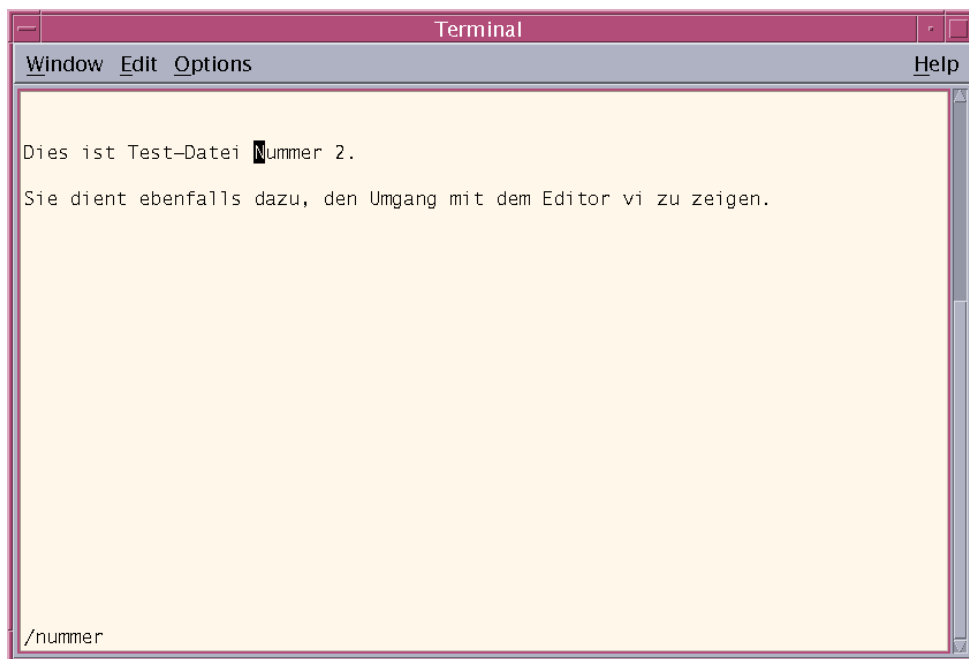 Terminal
Window Edit Options Help
Dies ist Test-Datei Nummer 2.
Sie dient ebenfalls dazu, den Umgang mit dem Editor vi zu zeigen.
/nummer